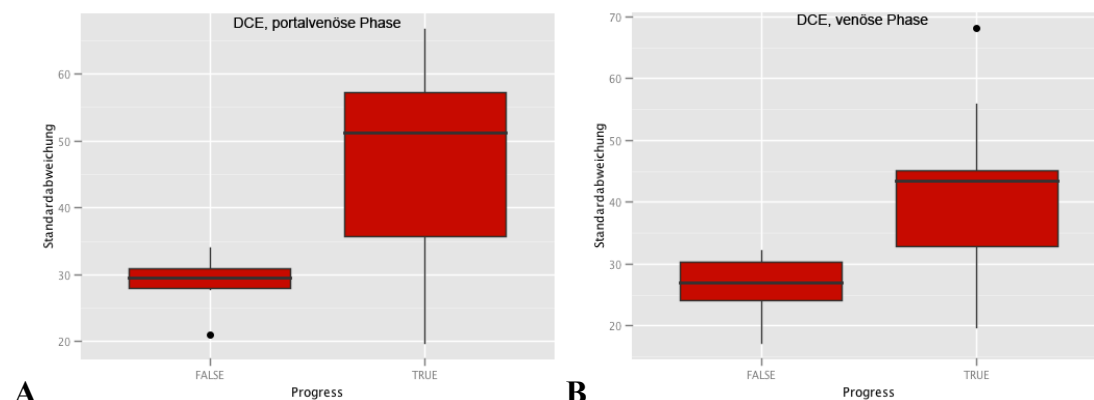 DCE, portalvenöse Phase
60
50
40
30
20
Standardabweichung
FALSE
TRUE
Progress
A
DCE, venöse Phase
70
60
50
40
30
20
Standardabweichung
FALSE
TRUE
Progress
B